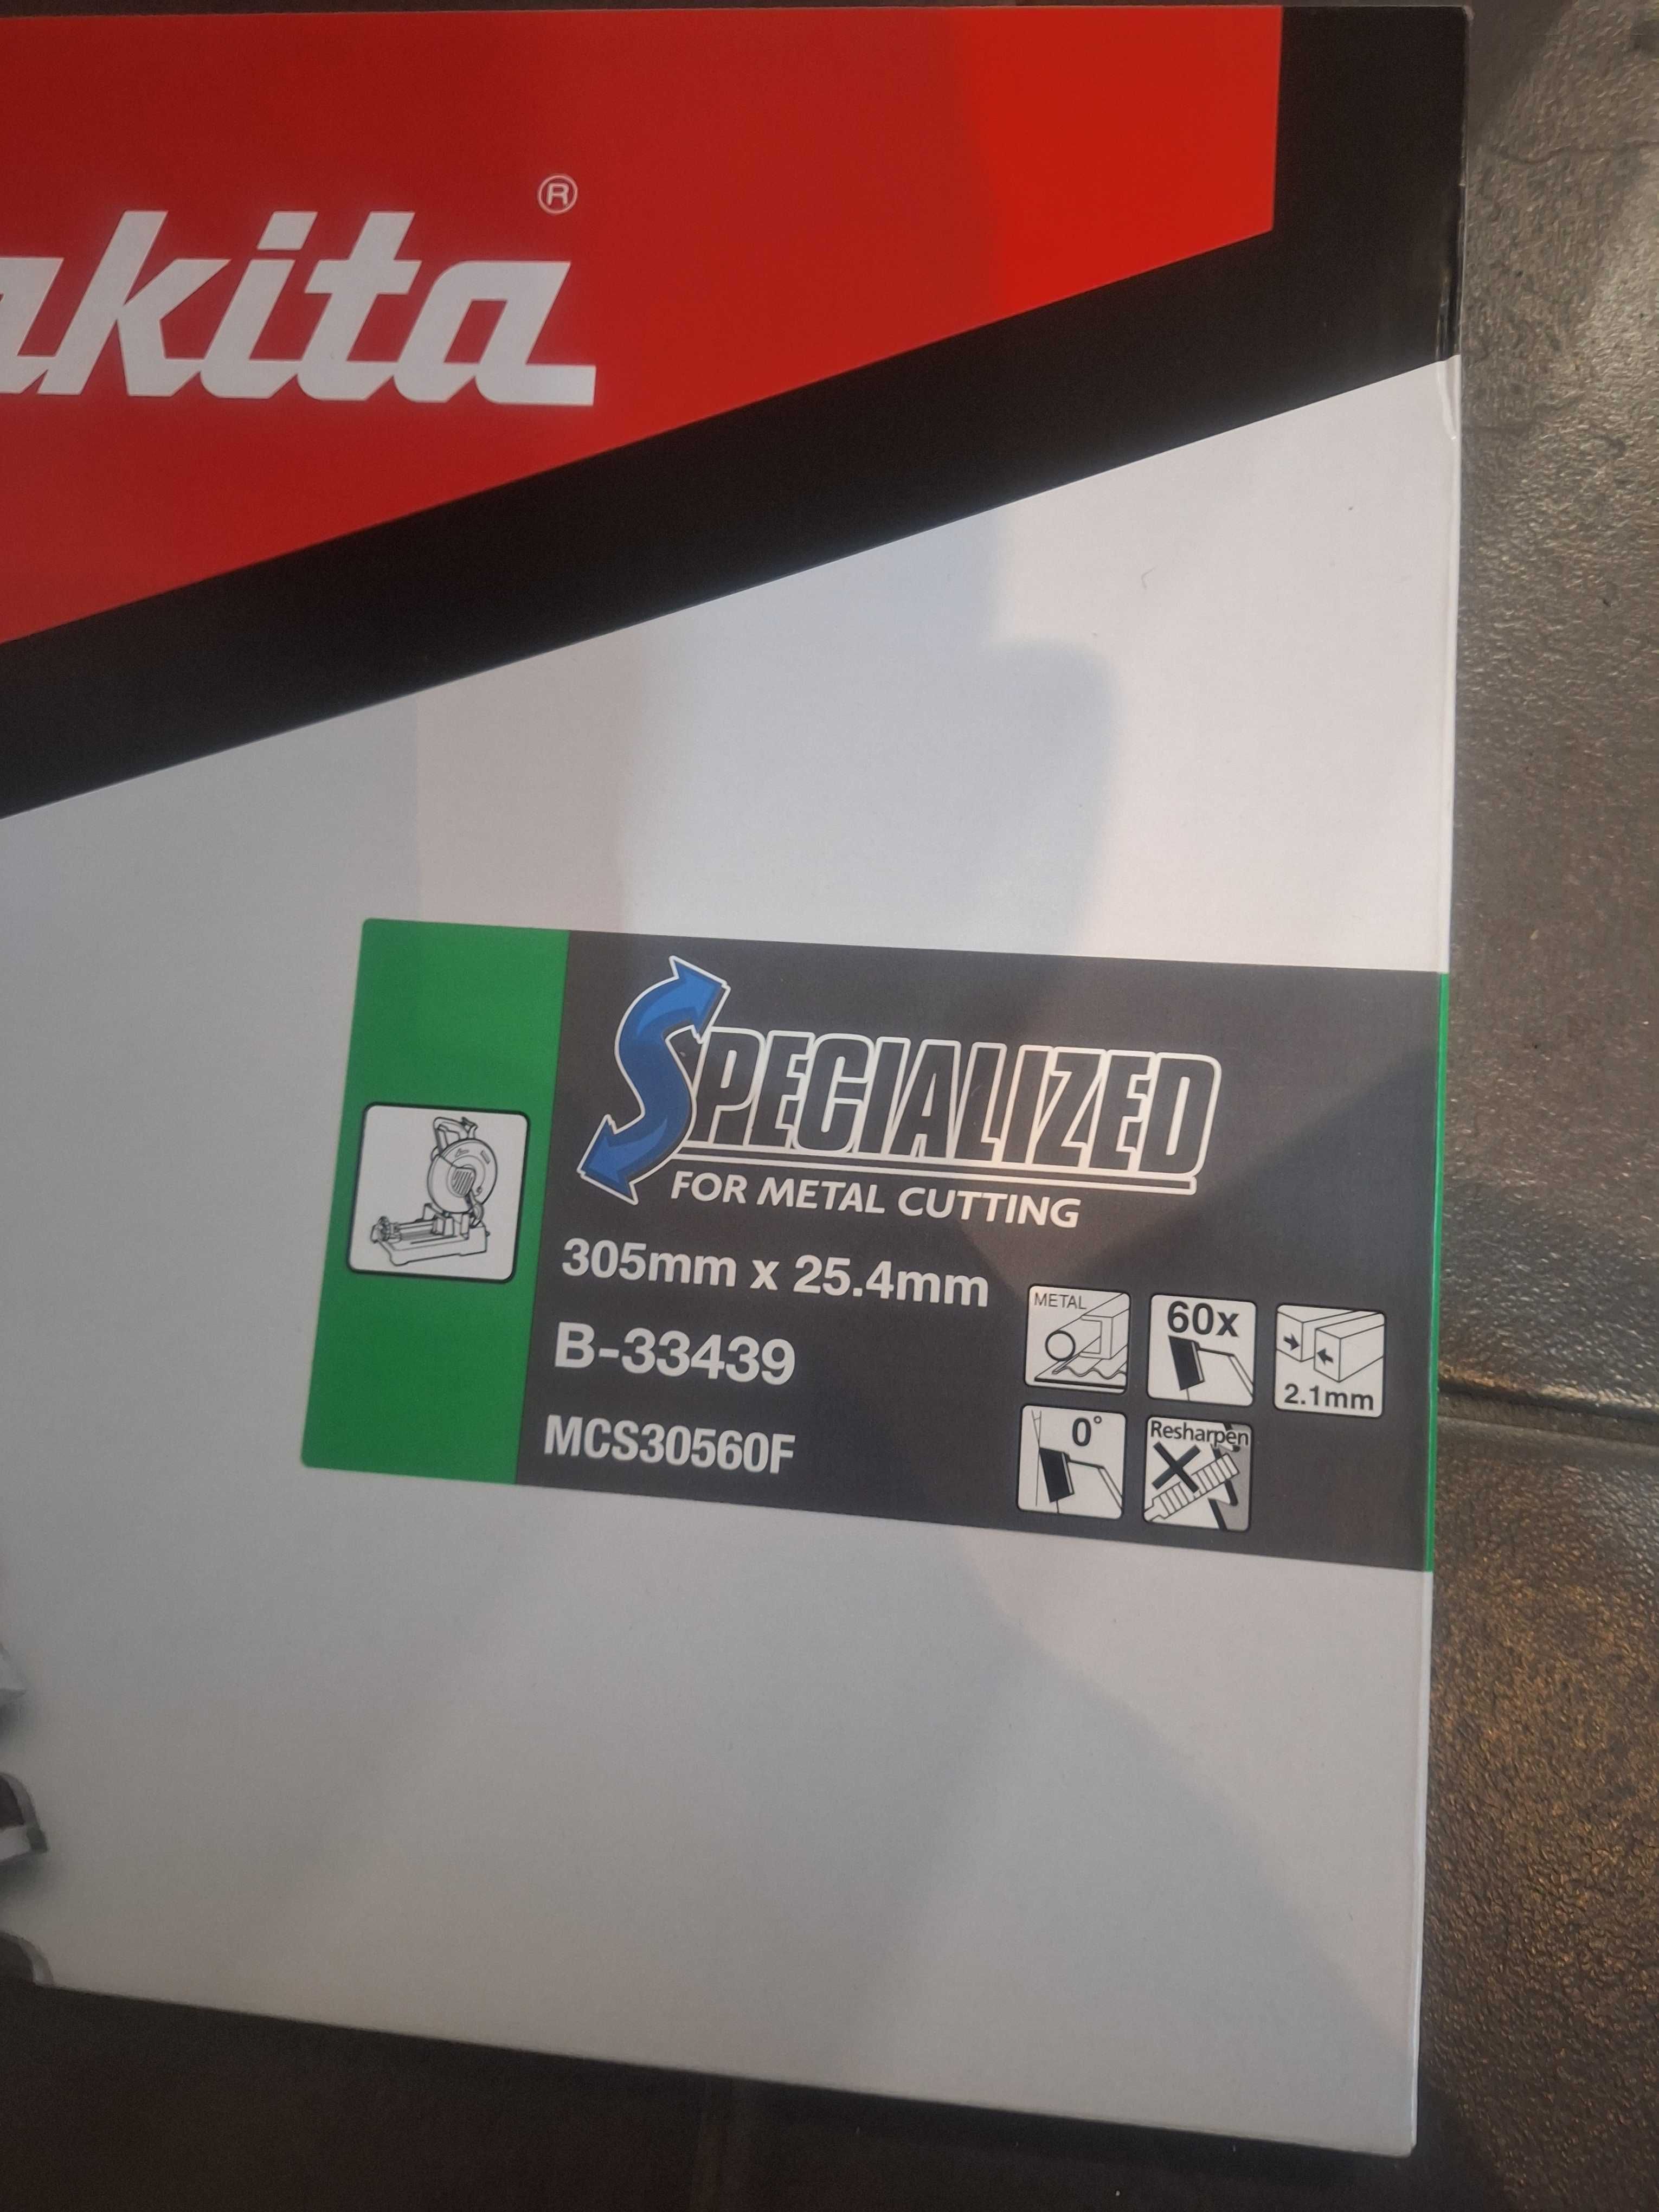 akita®
SPECIALIZED
FOR METAL CUTTING
305mm x 25.4mm
B-33439
MCS30560F
METAL
60x
2.1mm
0°
Resharpen